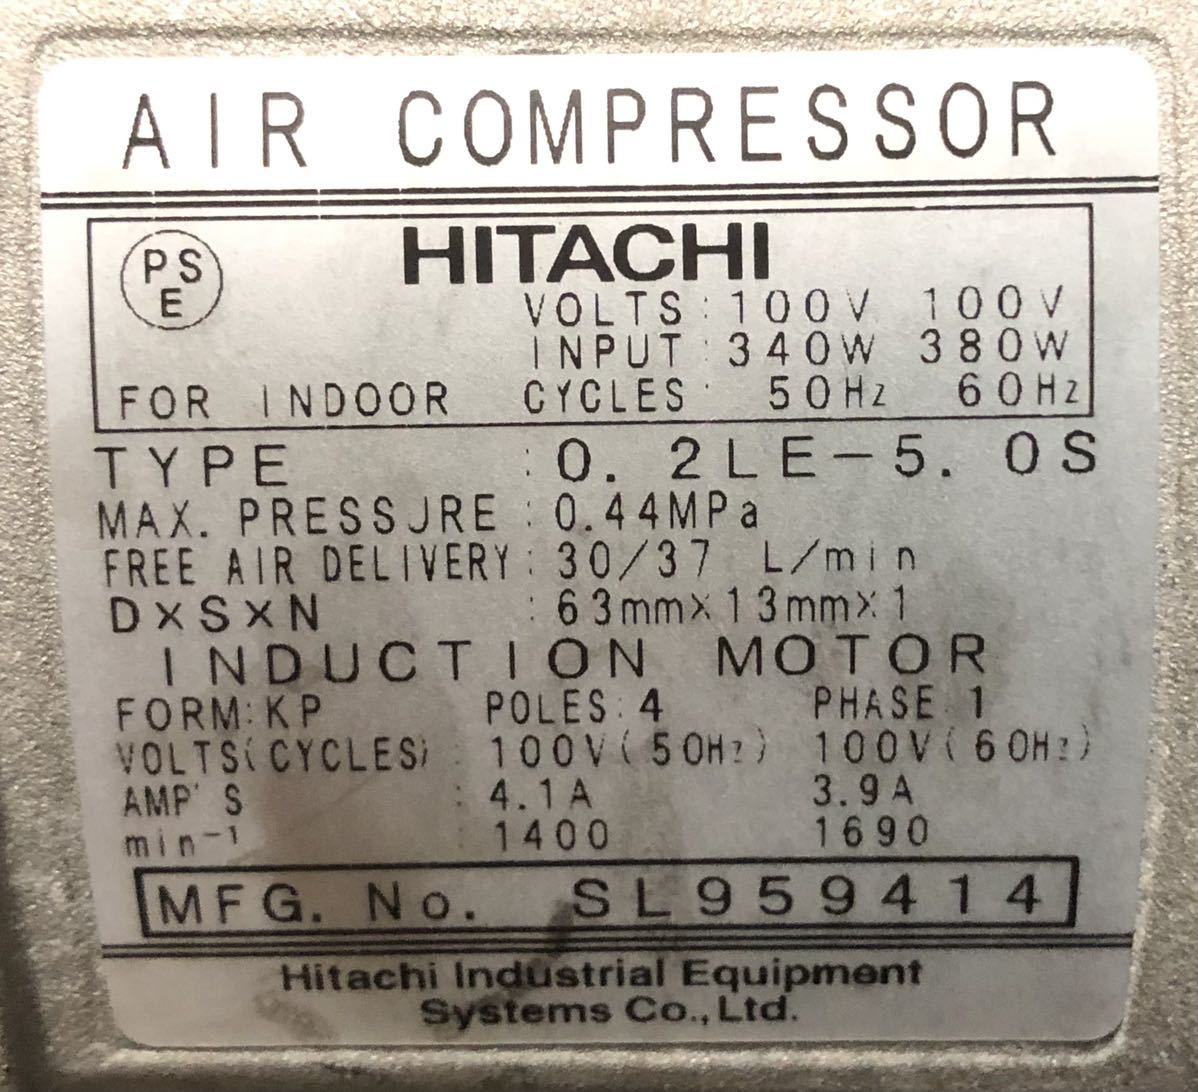 AIR COMPRESSOR
PS
E
HITACHI
VOLTS: 100V 100V
INPUT: 340W 380W
FOR INDOOR CYCLES: 50Hz 60Hz
TYPE : 0.2LE-5.0S
MAX. PRESSURE : 0.44MPa
FREE AIR DELIVERY: 30/37 L/min
D×S×N : 63mm×13mm×1
INDUCTION MOTOR
FORM: KP POLES: 4 PHASE 1
VOLTS(CYCLES) : 100V(50Hz) 100V(60Hz)
AMP'S : 4.1A 3.9A
min⁻¹ : 1400 1690
MFG. No. SL959414
Hitachi Industrial Equipment
Systems Co.,Ltd.